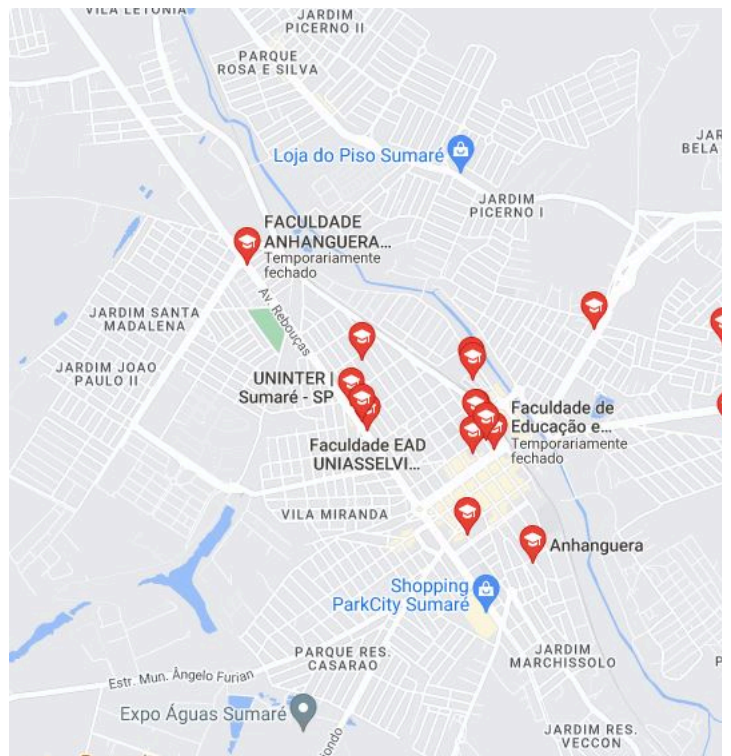 VILA LETONIA
JARDIM
PICERNO II
PARQUE
ROSA E SILVA
Loja do Piso Sumaré
JAR
BELA
JARDIM
PICERNO I
FACULDADE
ANHANGUERA...
Temporariamente
fechado
Av. Rebouças
JARDIM SANTA
MADALENA
JARDIM JOAO
PAULO II
UNINTER |
Sumaré - SP
Faculdade de
Educação e...
Temporariamente
fechado
Faculdade EAD
UNIASSELVI...
VILA MIRANDA
Anhanguera
Shopping
ParkCity Sumaré
PARQUE RES.
CASARAO
JARDIM
MARCHISSOLO
P
Estr. Mun. Ângelo Furian
Expo Águas Sumaré
ondo
JARDIM RES.
VECCON